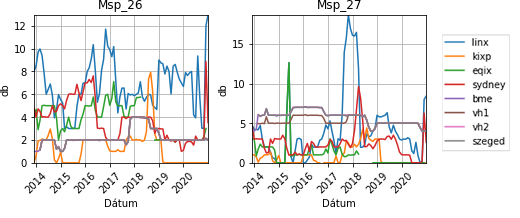 Msp_26
Msp_27
12
10
8
6
4
2
0
db
2014
2015
2016
2017
2018
2019
2020
Dátum
15
10
5
0
db
2014
2015
2016
2017
2018
2019
2020
Dátum
linx
kixp
eqix
sydney
bme
vh1
vh2
szeged